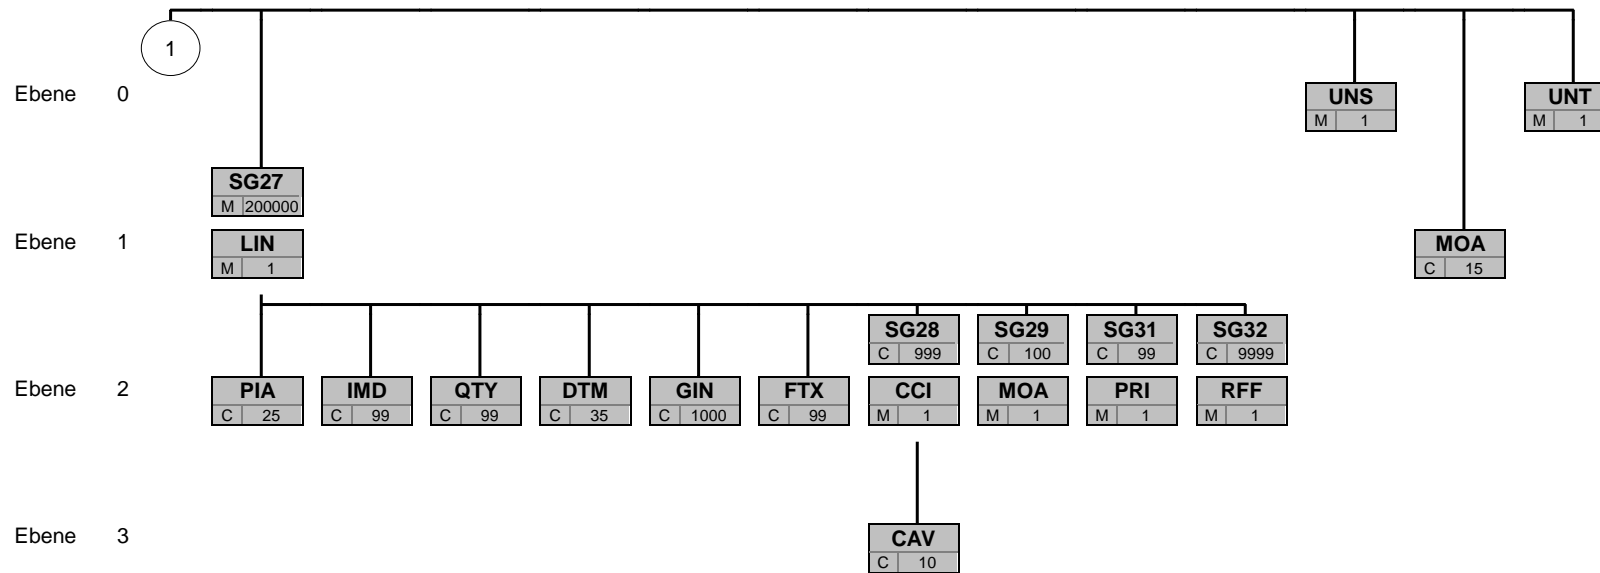 1
Ebene 0
UNS UNT
M 1 M 1
SG27
M 200000
Ebene 1
LIN MOA
M 1 C 15
SG28 SG29 SG31 SG32
C 999 C 100 C 99 C 9999
Ebene 2
PIA IMD QTY DTM GIN FTX CCI MOA PRI RFF
C 25 C 99 C 99 C 35 C 1000 C 99 M 1 M 1 M 1 M 1
Ebene 3
CAV
C 10